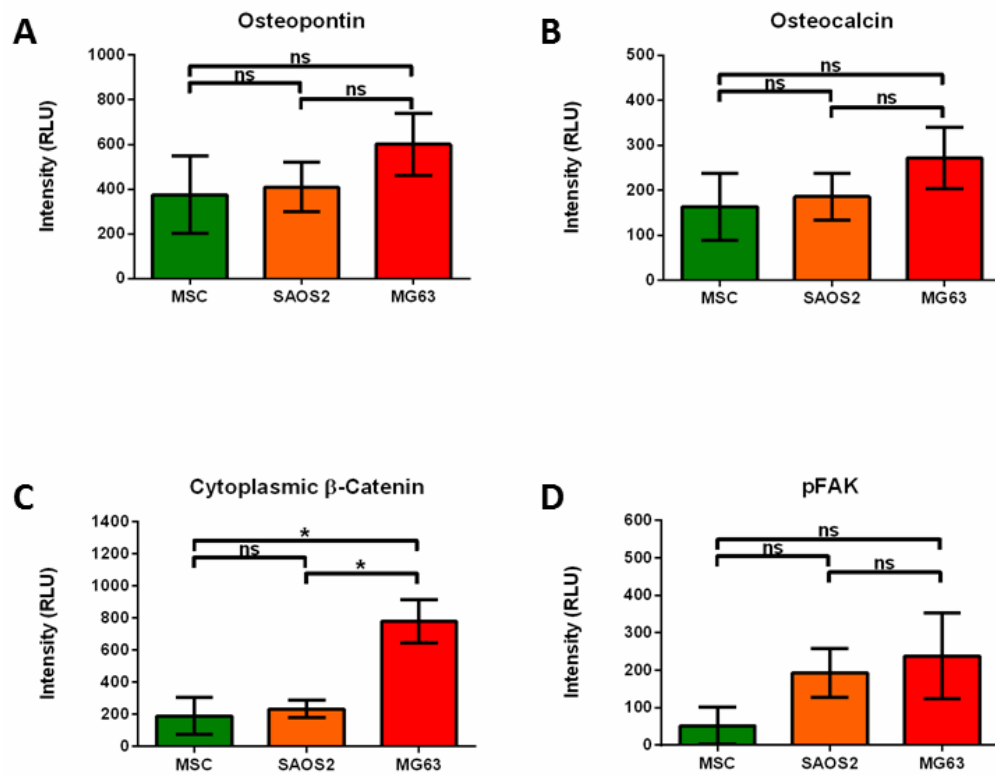 A
Osteopontin
Intensity (RLU)
1000
800
600
400
200
0
ns
ns
ns
MSC SAOS2 MG63
B
Osteocalcin
Intensity (RLU)
500
400
300
200
100
0
ns
ns
ns
MSC SAOS2 MG63
C
Cytoplasmic β-Catenin
Intensity (RLU)
1400
1200
1000
800
600
400
200
0
*
ns
*
MSC SAOS2 MG63
D
pFAK
Intensity (RLU)
600
500
400
300
200
100
0
ns
ns
ns
MSC SAOS2 MG63